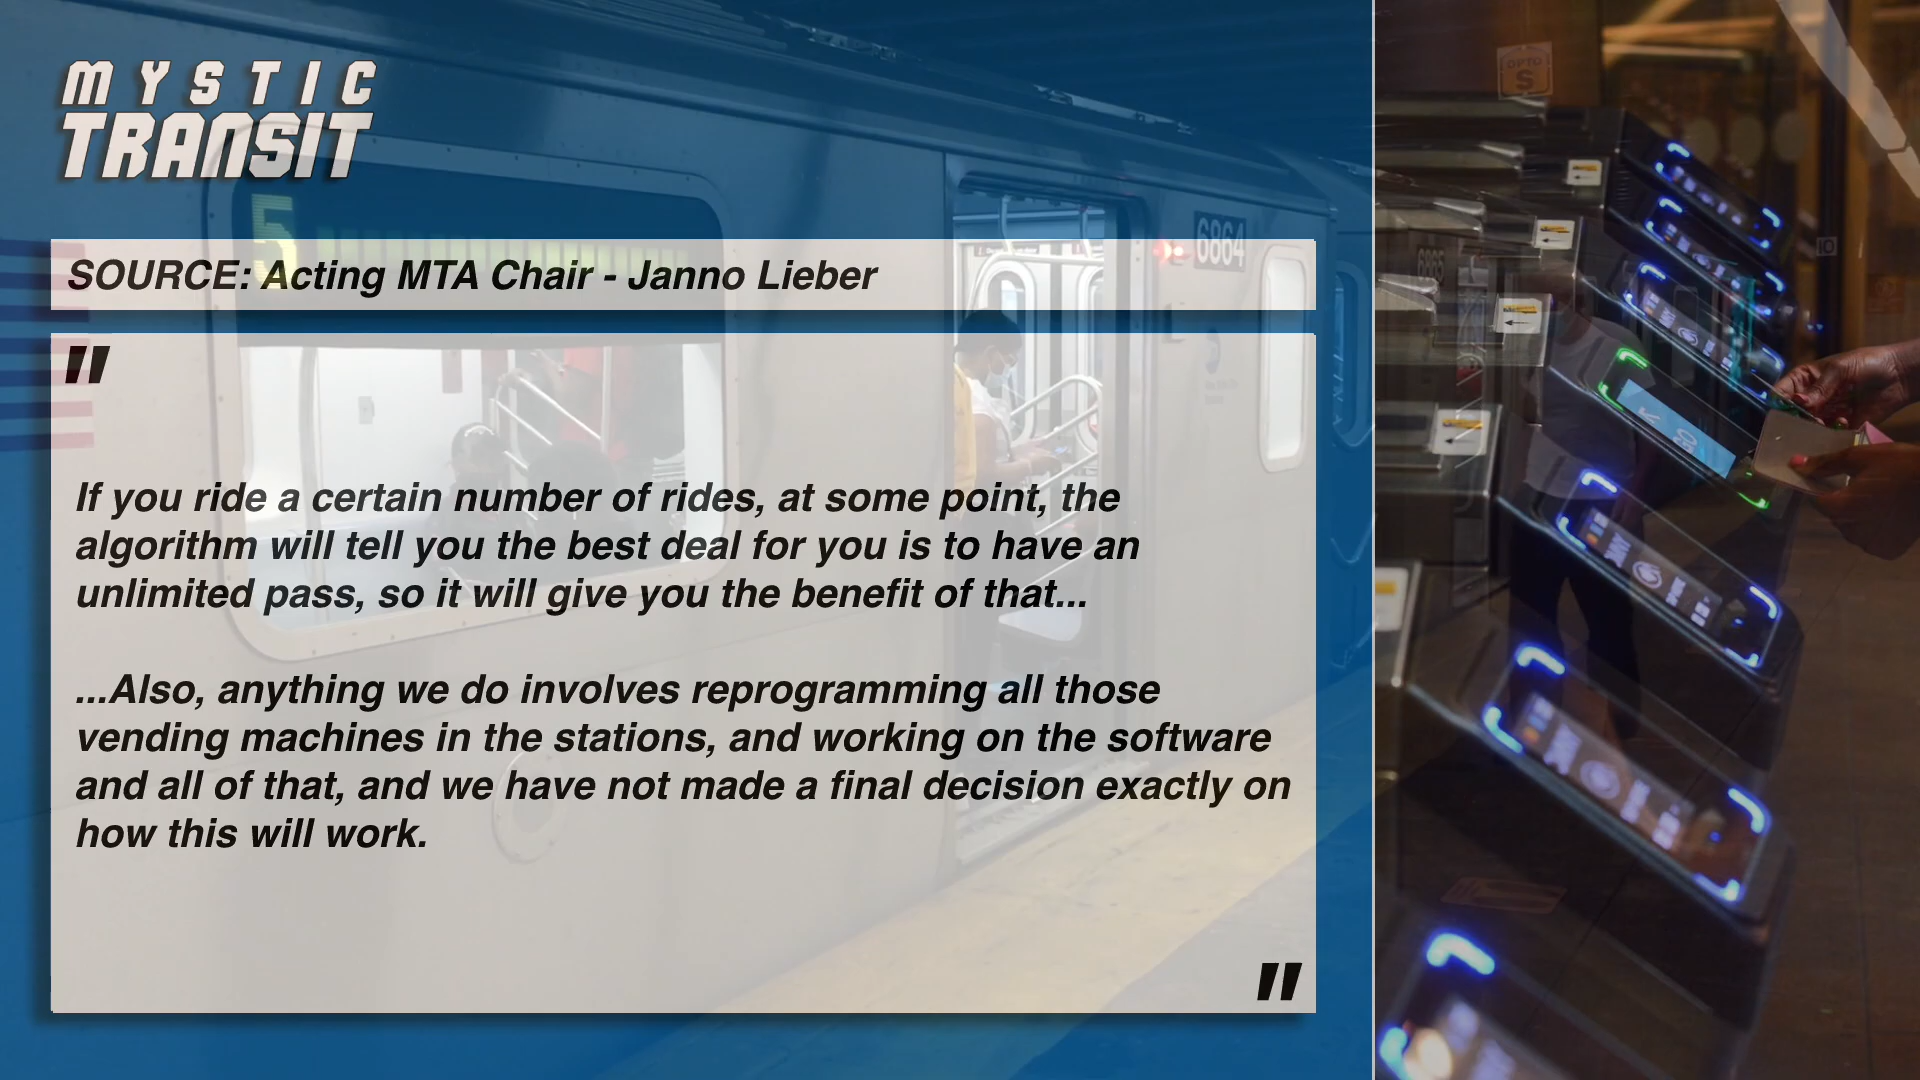 MYSTIC
TRANSIT
5
6864
SOURCE: Acting MTA Chair - Janno Lieber
"
If you ride a certain number of rides, at some point, the
algorithm will tell you the best deal for you is to have an
unlimited pass, so it will give you the benefit of that...
...Also, anything we do involves reprogramming all those
vending machines in the stations, and working on the software
and all of that, and we have not made a final decision exactly on
how this will work.
"